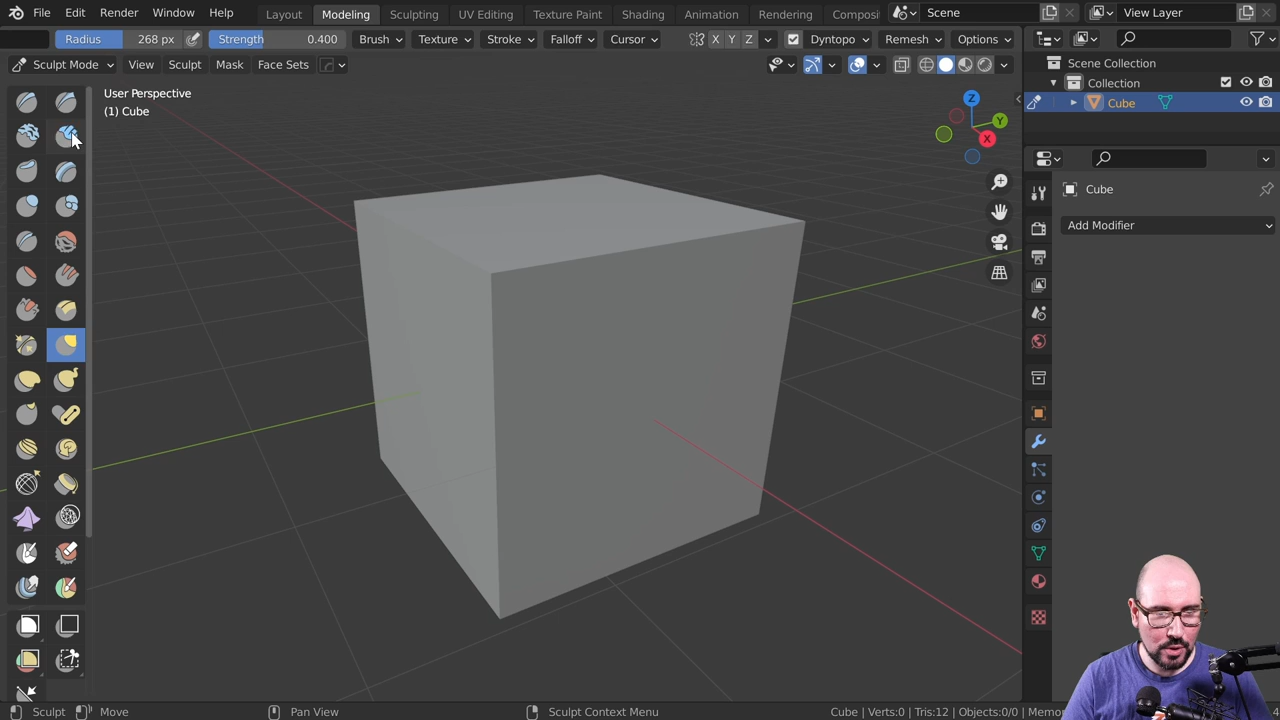 File Edit Render Window Help Layout Modeling Sculpting UV Editing Texture Paint Shading Animation Rendering Composi Scene View Layer
Radius 268 px Strength 0.400 Brush Texture Stroke Falloff Cursor X Y Z Dyntopo Remesh Options
Sculpt Mode View Sculpt Mask Face Sets
Scene Collection
Collection
Cube
User Perspective
(1) Cube
Z
Y
X
Cube
Add Modifier
Sculpt Move Pan View Sculpt Context Menu Cube | Verts:0 | Tris:12 | Objects:0/0 |